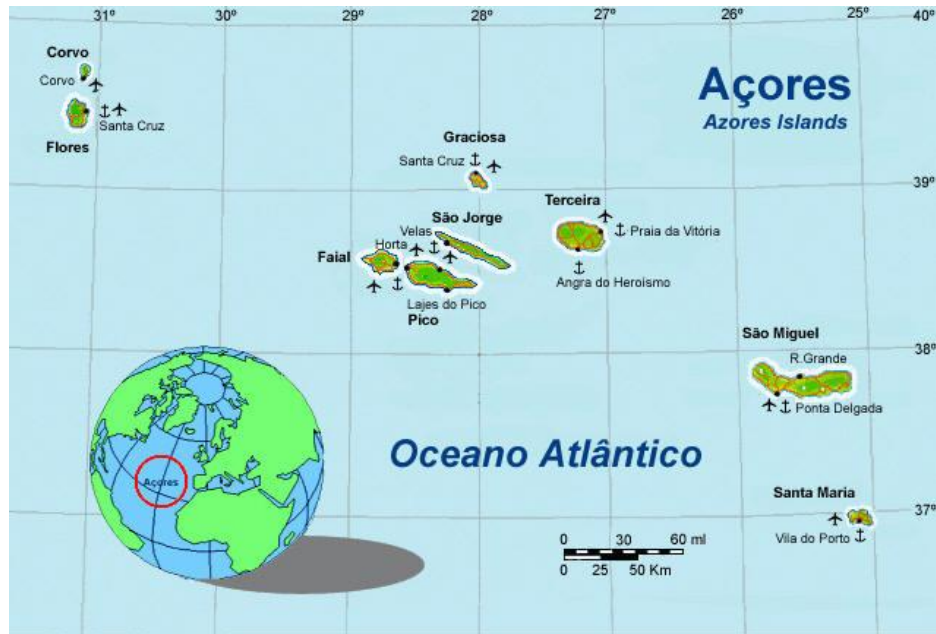 31º 30º 29º 28º 27º 26º 25º 40º
Corvo
Corvo
Santa Cruz
Flores
Açores
Azores Islands
Graciosa
Santa Cruz
39º
Terceira
São Jorge
Velas
Praia da Vitória
Horta
Faial
Angra do Heroísmo
Lajes do Pico
Pico
São Miguel
38º
R.Grande
Ponta Delgada
Oceano Atlântico
Açores
Santa Maria
37º
Vila do Porto
0 30 60 ml
0 25 50 Km